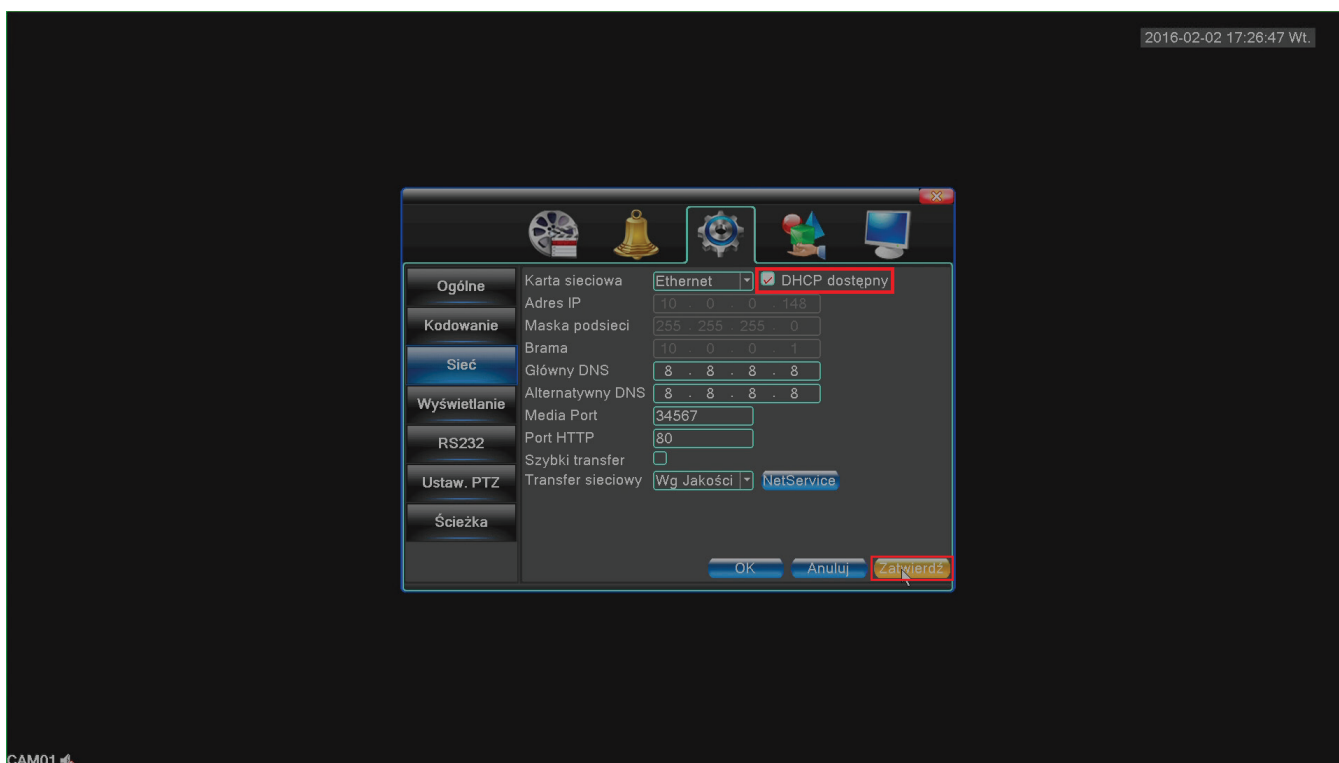 2016-02-02 17:26:47 Wt.
Karta sieciowa Ethernet DHCP dostępny
Adres IP 10 . 0 . 0 . 148
Maska podsieci 255 . 255 . 255 . 0
Brama 10 . 0 . 0 . 1
Główny DNS 8 . 8 . 8 . 8
Alternatywny DNS 8 . 8 . 8 . 8
Media Port 34567
Port HTTP 80
Szybki transfer
Transfer sieciowy Wg Jakości NetService
Ogólne
Kodowanie
Sieć
Wyświetlanie
RS232
Ustaw. PTZ
Ścieżka
OK Anuluj Zatwierdź
CAM01